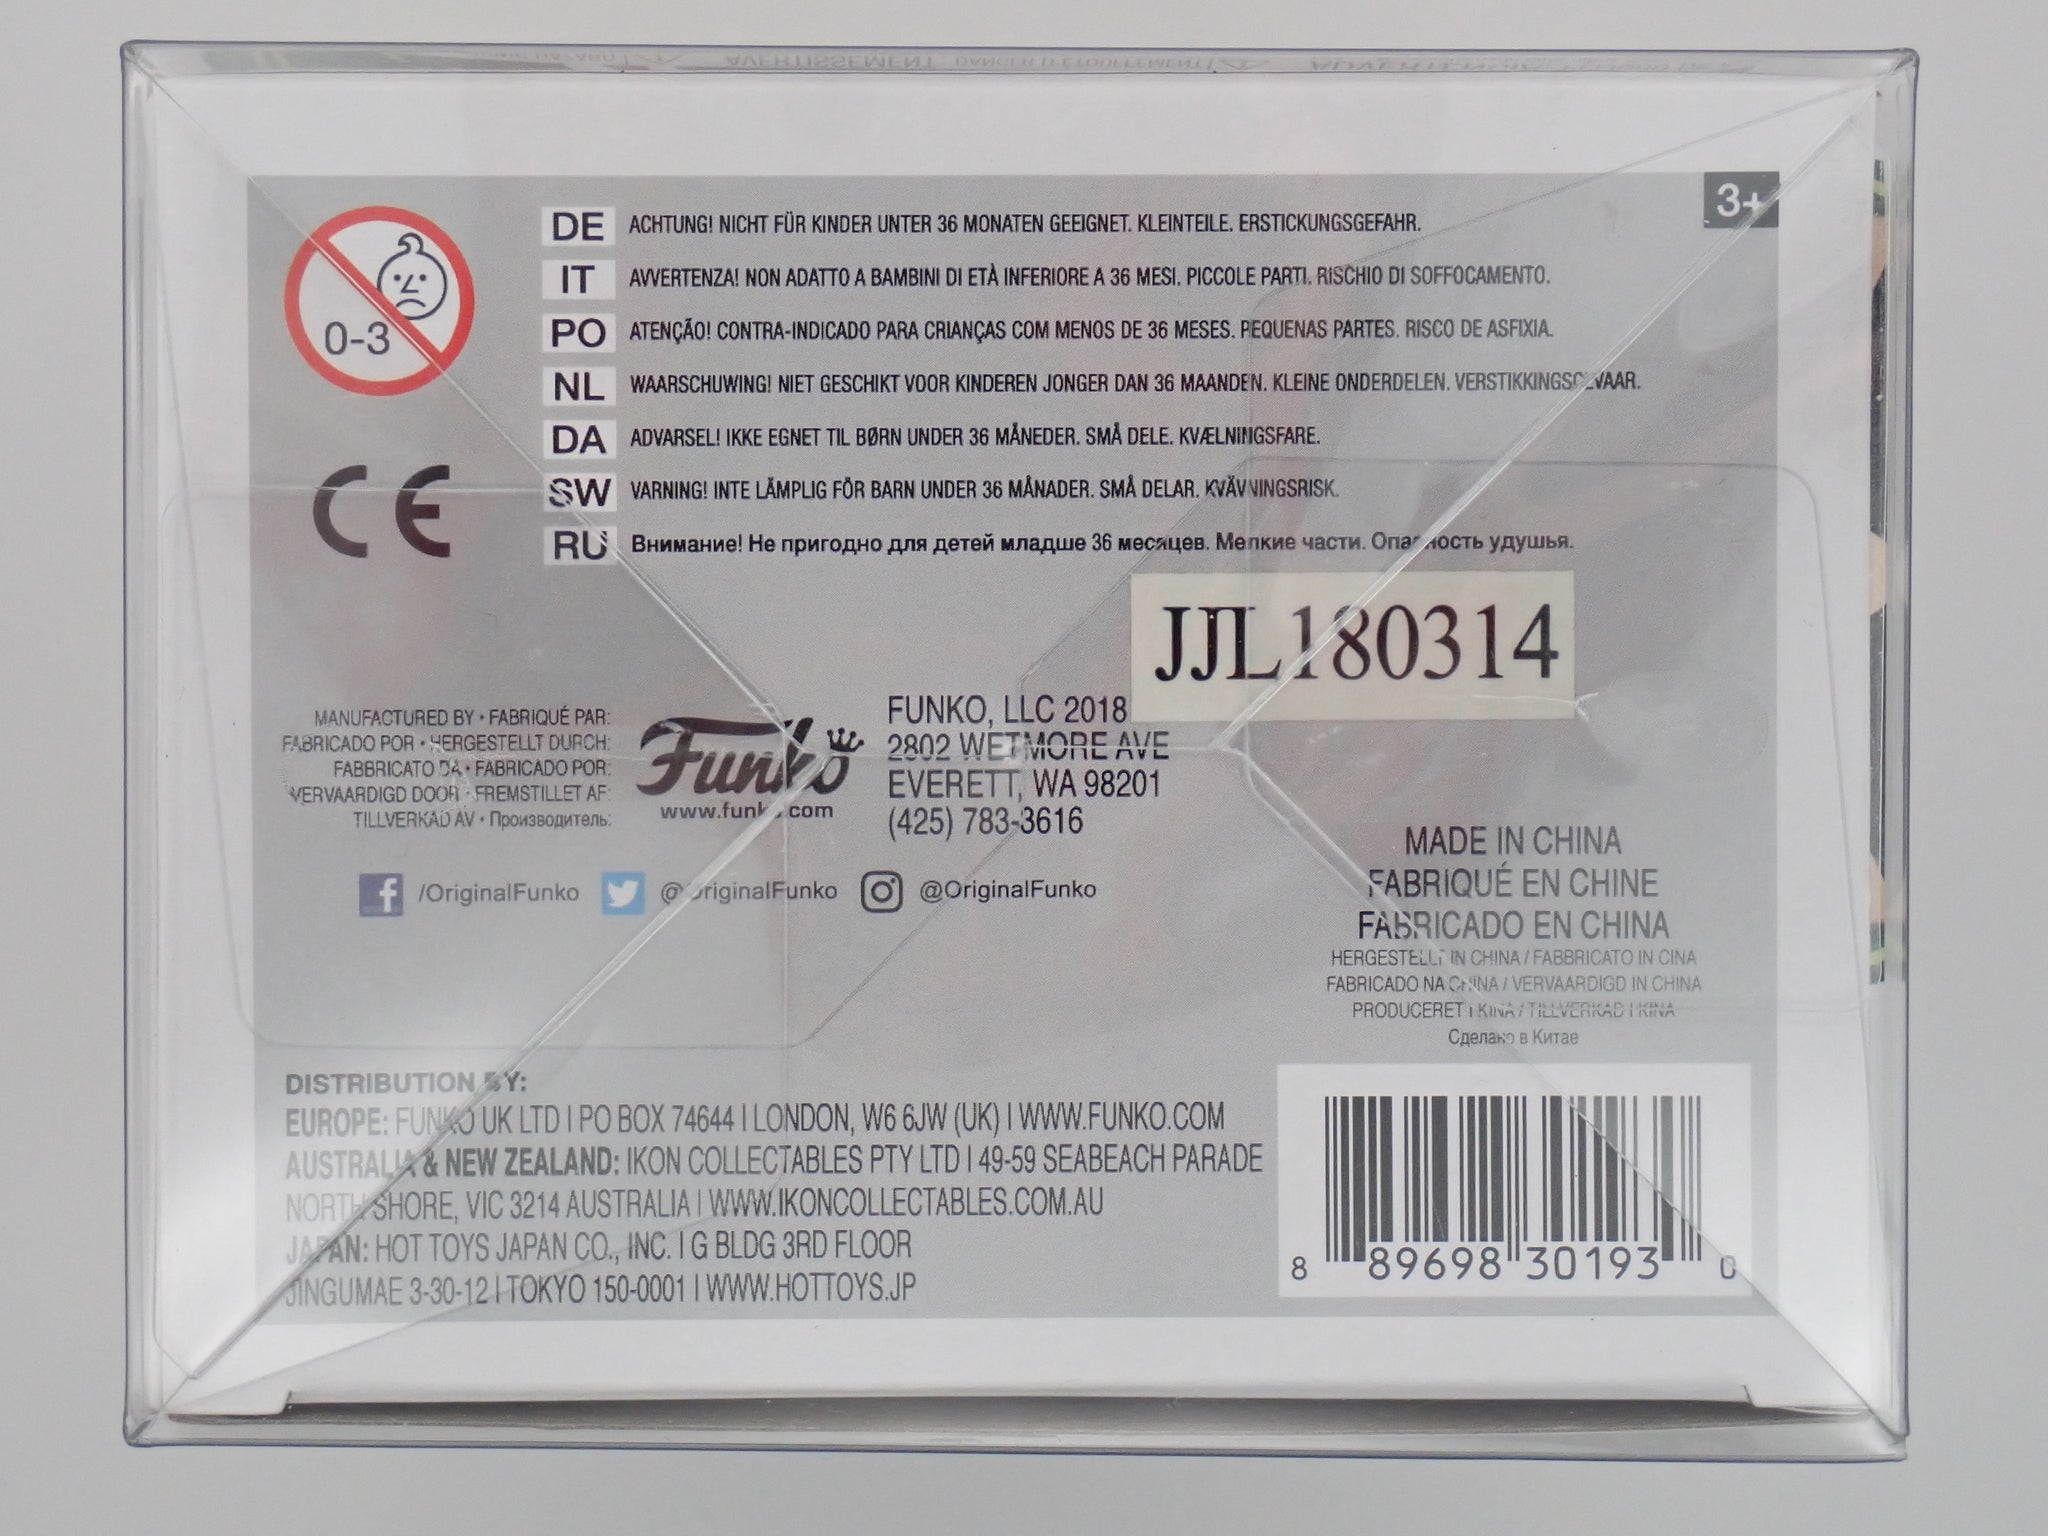 AVERTISSEMENT: DANGER D'ÉTOUFFEMENT!
3+
0-3
DE ACHTUNG! NICHT FÜR KINDER UNTER 36 MONATEN GEEIGNET. KLEINTEILE. ERSTICKUNGSGEFAHR.
IT AVVERTENZA! NON ADATTO A BAMBINI DI ETÀ INFERIORE A 36 MESI. PICCOLE PARTI. RISCHIO DI SOFFOCAMENTO.
PO ATENÇÃO! CONTRA-INDICADO PARA CRIANÇAS COM MENOS DE 36 MESES. PEQUENAS PARTES. RISCO DE ASFIXIA.
NL WAARSCHUWING! NIET GESCHIKT VOOR KINDEREN JONGER DAN 36 MAANDEN. KLEINE ONDERDELEN. VERSTIKKINGSGEVAAR.
DA ADVARSEL! IKKE EGNET TIL BØRN UNDER 36 MÅNEDER. SMÅ DELE. KVÆLNINGSFARE.
SW VARNING! INTE LÄMPLIG FÖR BARN UNDER 36 MÅNADER. SMÅ DELAR. KVÄVNINGSRISK.
RU Внимание! Не пригодно для детей младше 36 месяцев. Мелкие части. Опасность удушья.
CE
JJL180314
MANUFACTURED BY • FABRIQUÉ PAR:
FABRICADO POR • HERGESTELLT DURCH:
FABBRICATO DA • FABRICADO POR:
VERVAARDIGD DOOR • FREMSTILLET AF:
TILLVERKAD AV • Производитель:
Funko
www.funko.com
FUNKO, LLC 2018
2802 WETMORE AVE
EVERETT, WA 98201
(425) 783-3616
/OriginalFunko @OriginalFunko @OriginalFunko
MADE IN CHINA
FABRIQUÉ EN CHINE
FABRICADO EN CHINA
HERGESTELLT IN CHINA / FABBRICATO IN CINA
FABRICADO NA CHINA / VERVAARDIGD IN CHINA
PRODUCERET I KINA / TILLVERKAD I KINA
Сделано в Китае
DISTRIBUTION BY:
EUROPE: FUNKO UK LTD | PO BOX 74644 | LONDON, W6 6JW (UK) | WWW.FUNKO.COM
AUSTRALIA & NEW ZEALAND: IKON COLLECTABLES PTY LTD | 49-59 SEABEACH PARADE
NORTH SHORE, VIC 3214 AUSTRALIA | WWW.IKONCOLLECTABLES.COM.AU
JAPAN: HOT TOYS JAPAN CO., INC. | G BLDG 3RD FLOOR
JINGUMAE 3-30-12 | TOKYO 150-0001 | WWW.HOTTOYS.JP
8 89698 30193 0